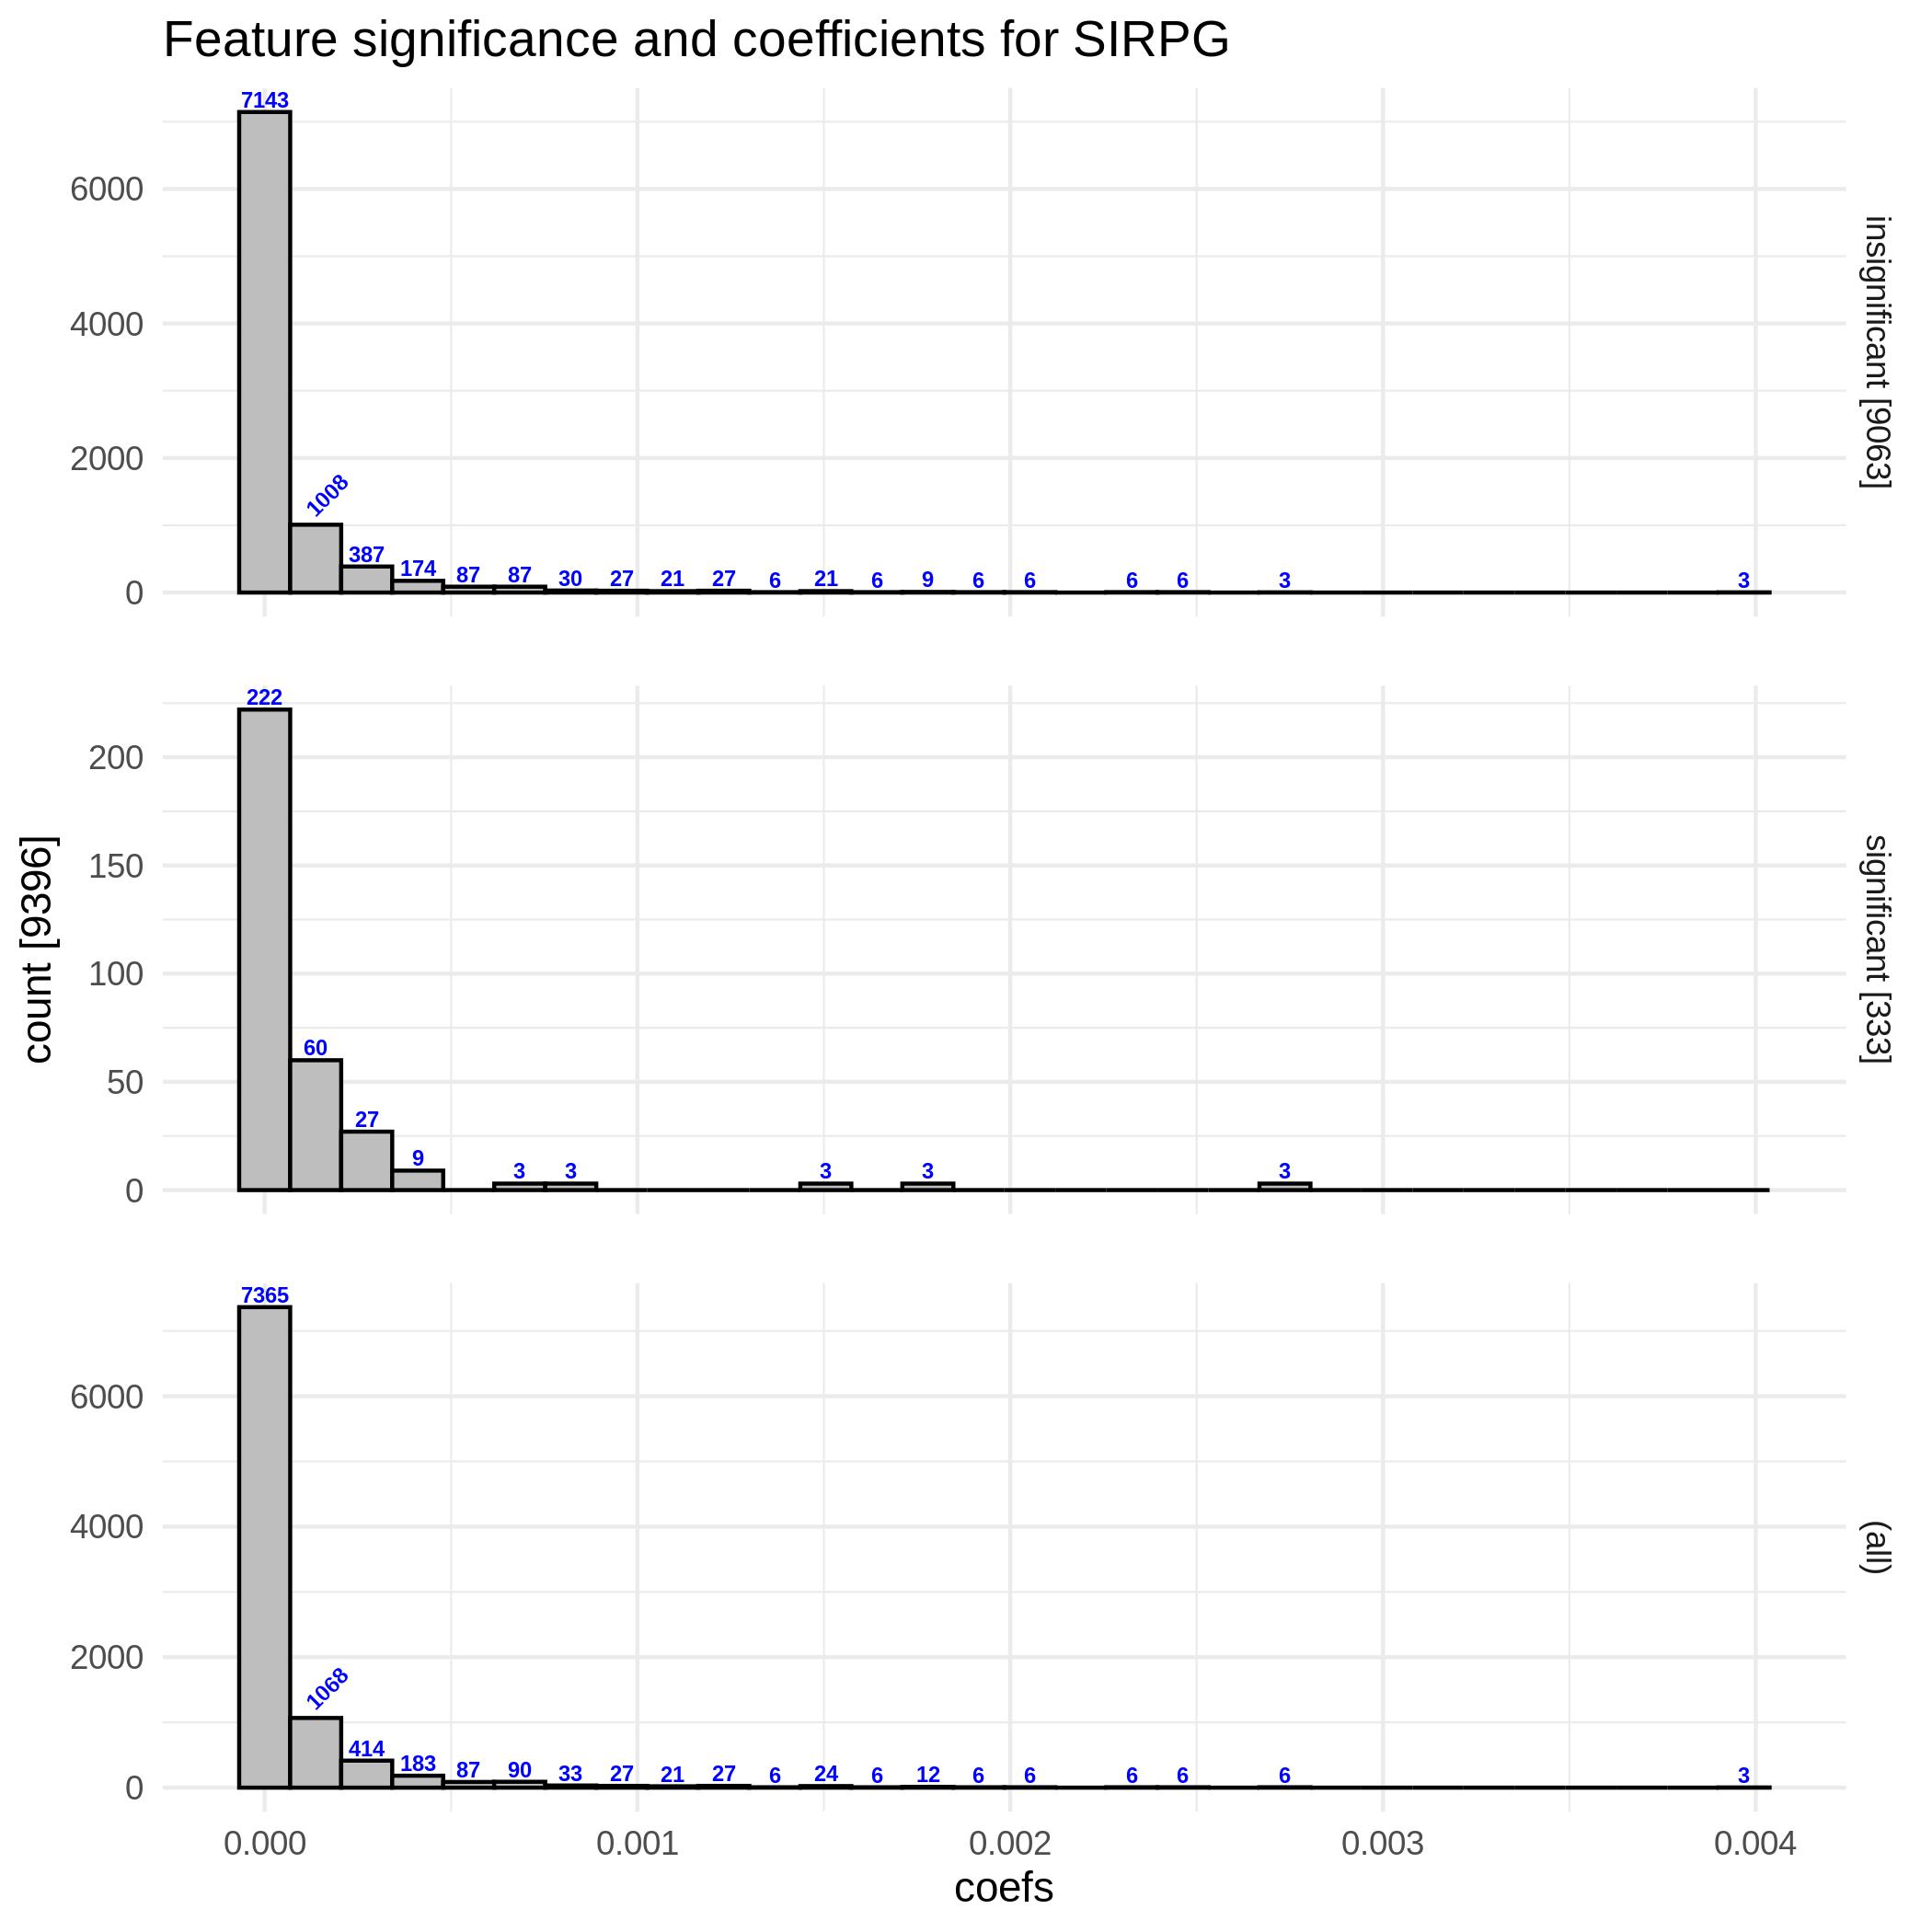 Feature significance and coefficients for SIRPG
7143
6000
4000
2000
0
1008
387 174 87 87 30 27 21 27 6 21 6 9 6 6 6 6 3 3
insignificant [9063]
222
200
150
100
50
0
60
27
9
3 3 3 3 3
significant [333]
count [9396]
7365
6000
4000
2000
0
1068
414 183 87 90 33 27 21 27 6 24 6 12 6 6 6 6 6 3
(all)
0.000 0.001 0.002 0.003 0.004
coefs